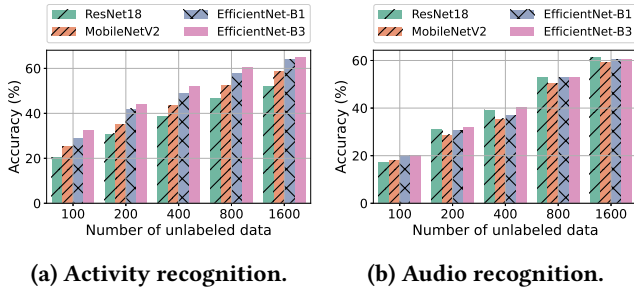 ResNet18 EfficientNet-B1
MobileNetV2 EfficientNet-B3
Accuracy (%)
60
40
20
0
100 200 400 800 1600
Number of unlabeled data
(a) Activity recognition.
ResNet18 EfficientNet-B1
MobileNetV2 EfficientNet-B3
Accuracy (%)
60
40
20
0
100 200 400 800 1600
Number of unlabeled data
(b) Audio recognition.